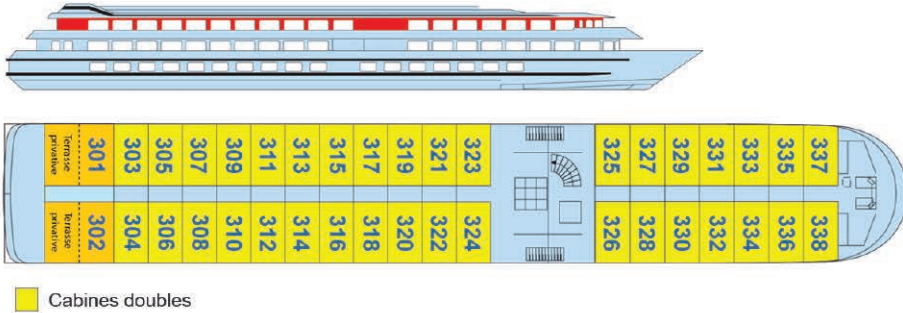 Terrasse
privative
301 303 305 307 309 311 313 315 317 319 321 323 325 327 329 331 333 335 337
Terrasse
privative
302 304 306 308 310 312 314 316 318 320 322 324 326 328 330 332 334 336 338
Cabines doubles